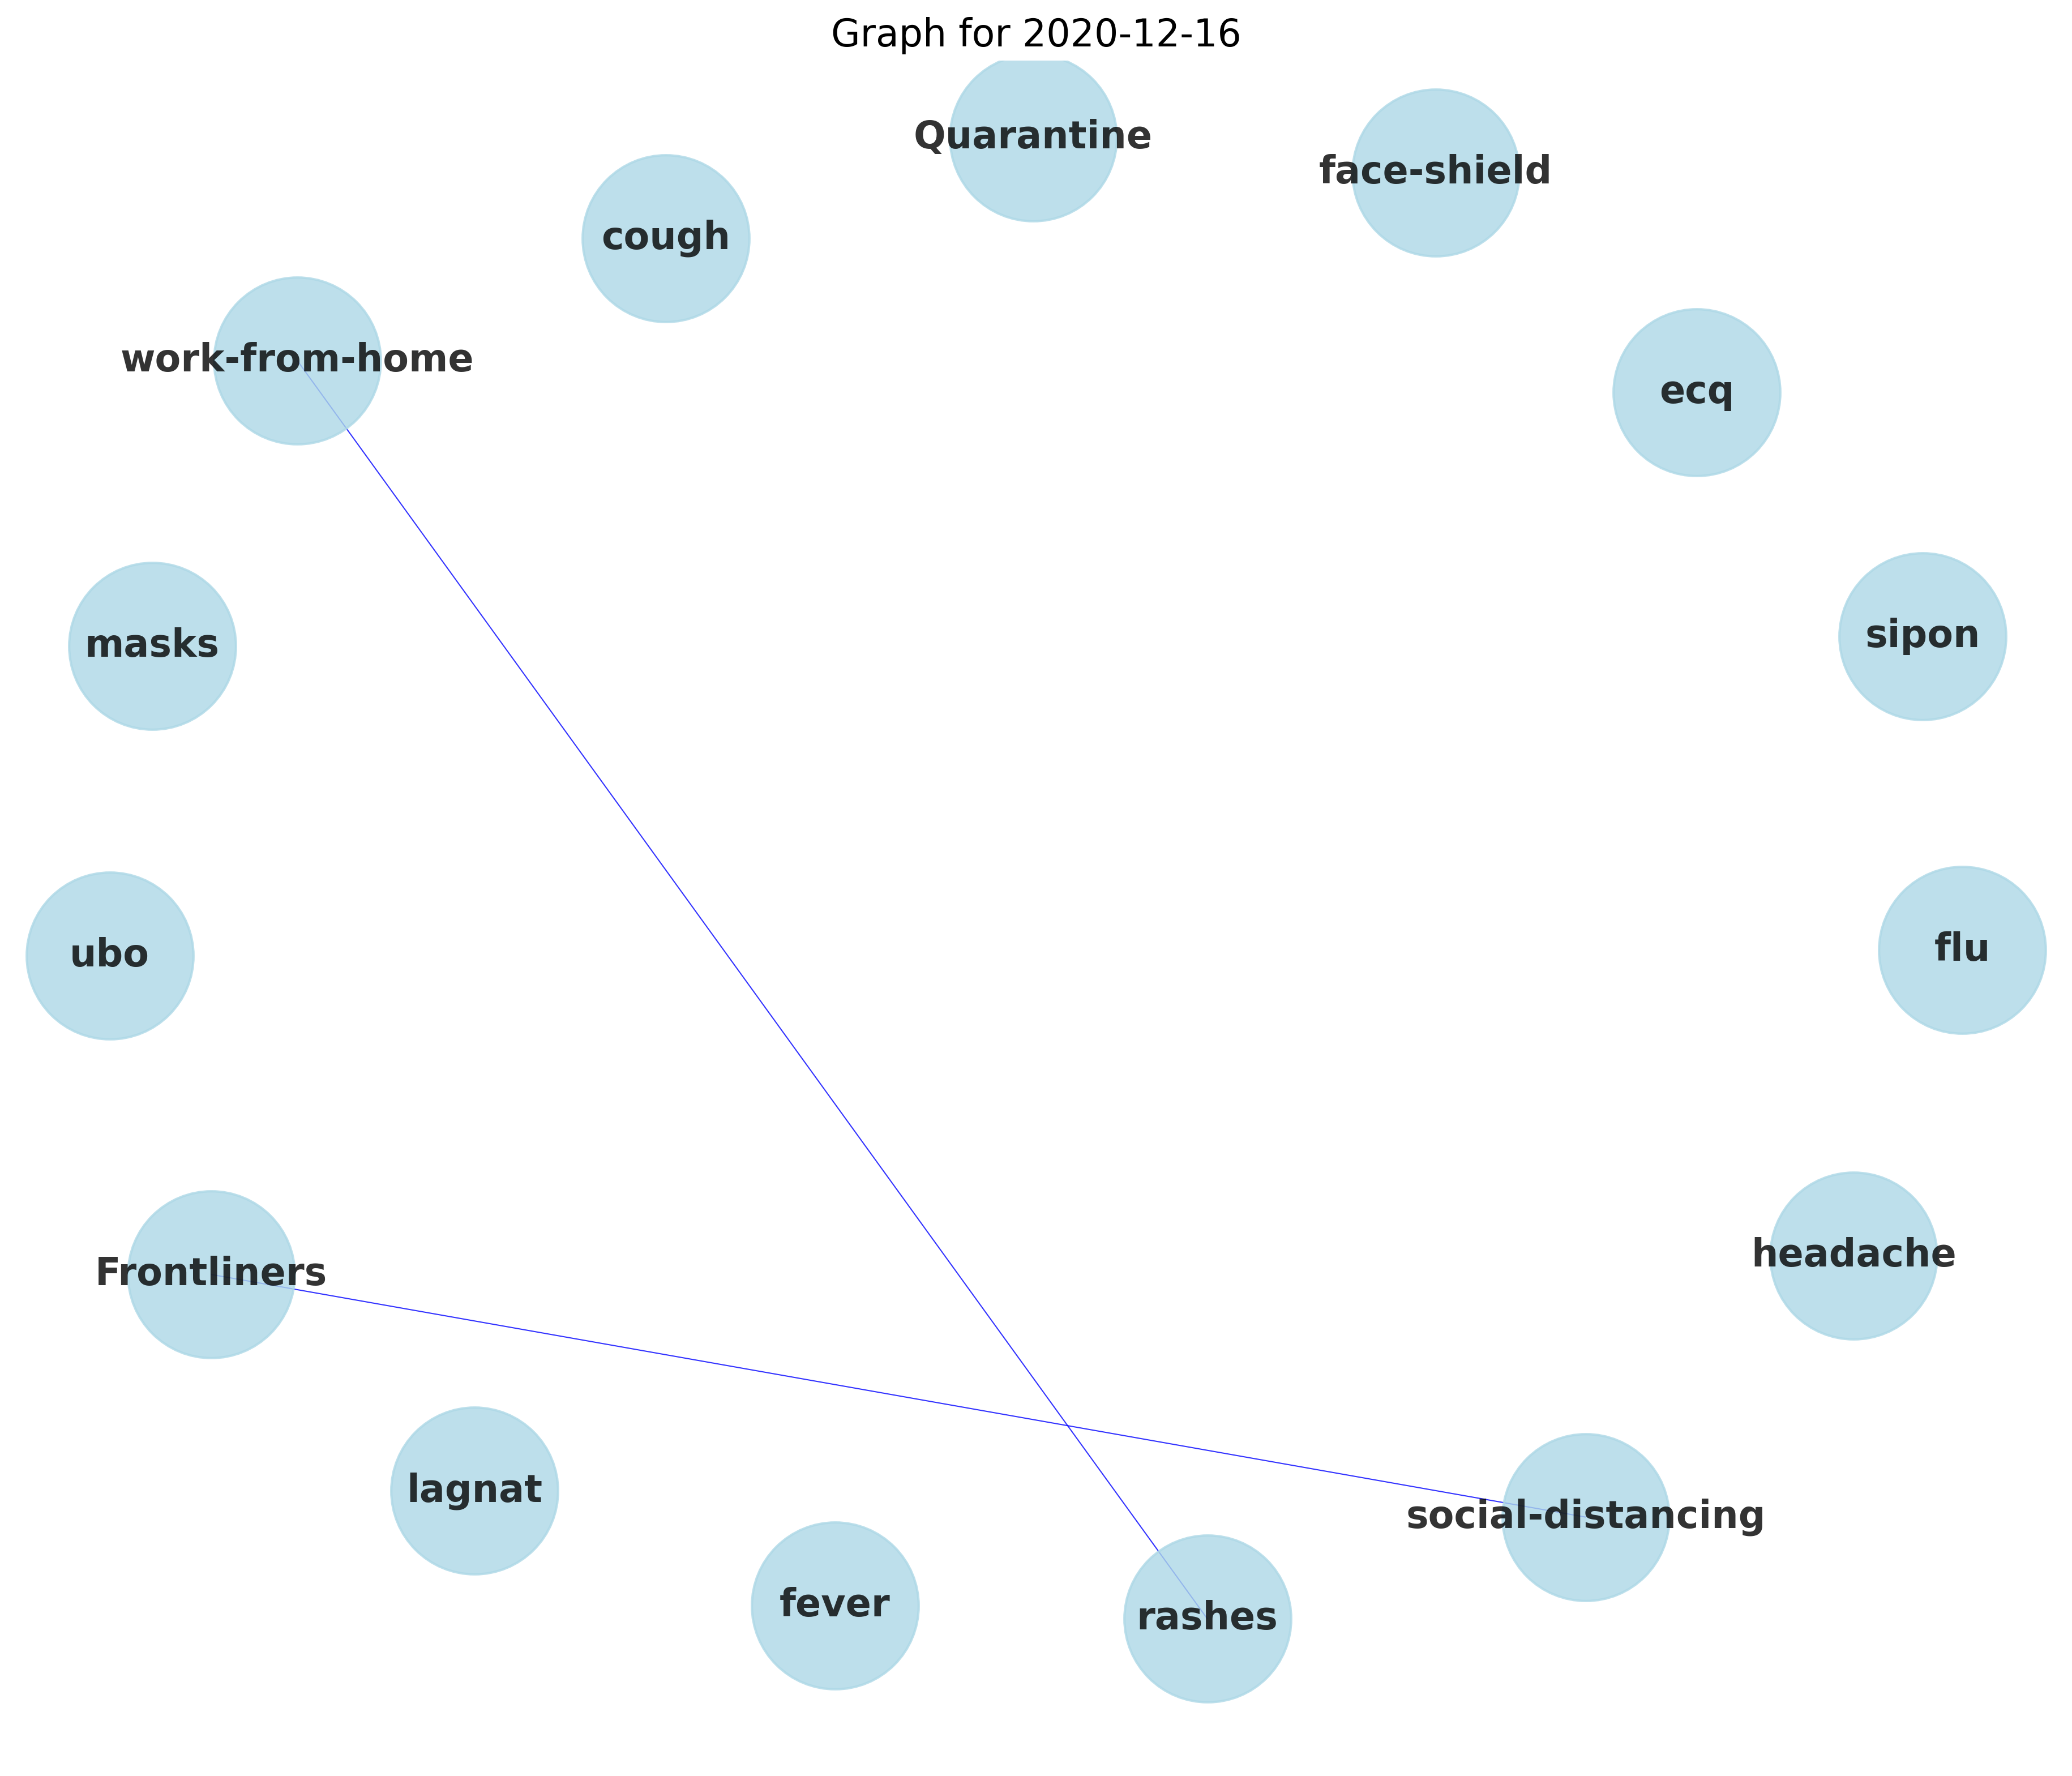 Graph for 2020-12-16
Quarantine
face-shield
cough
work-from-home
ecq
sipon
masks
flu
ubo
headache
Frontliners
lagnat
social-distancing
fever
rashes